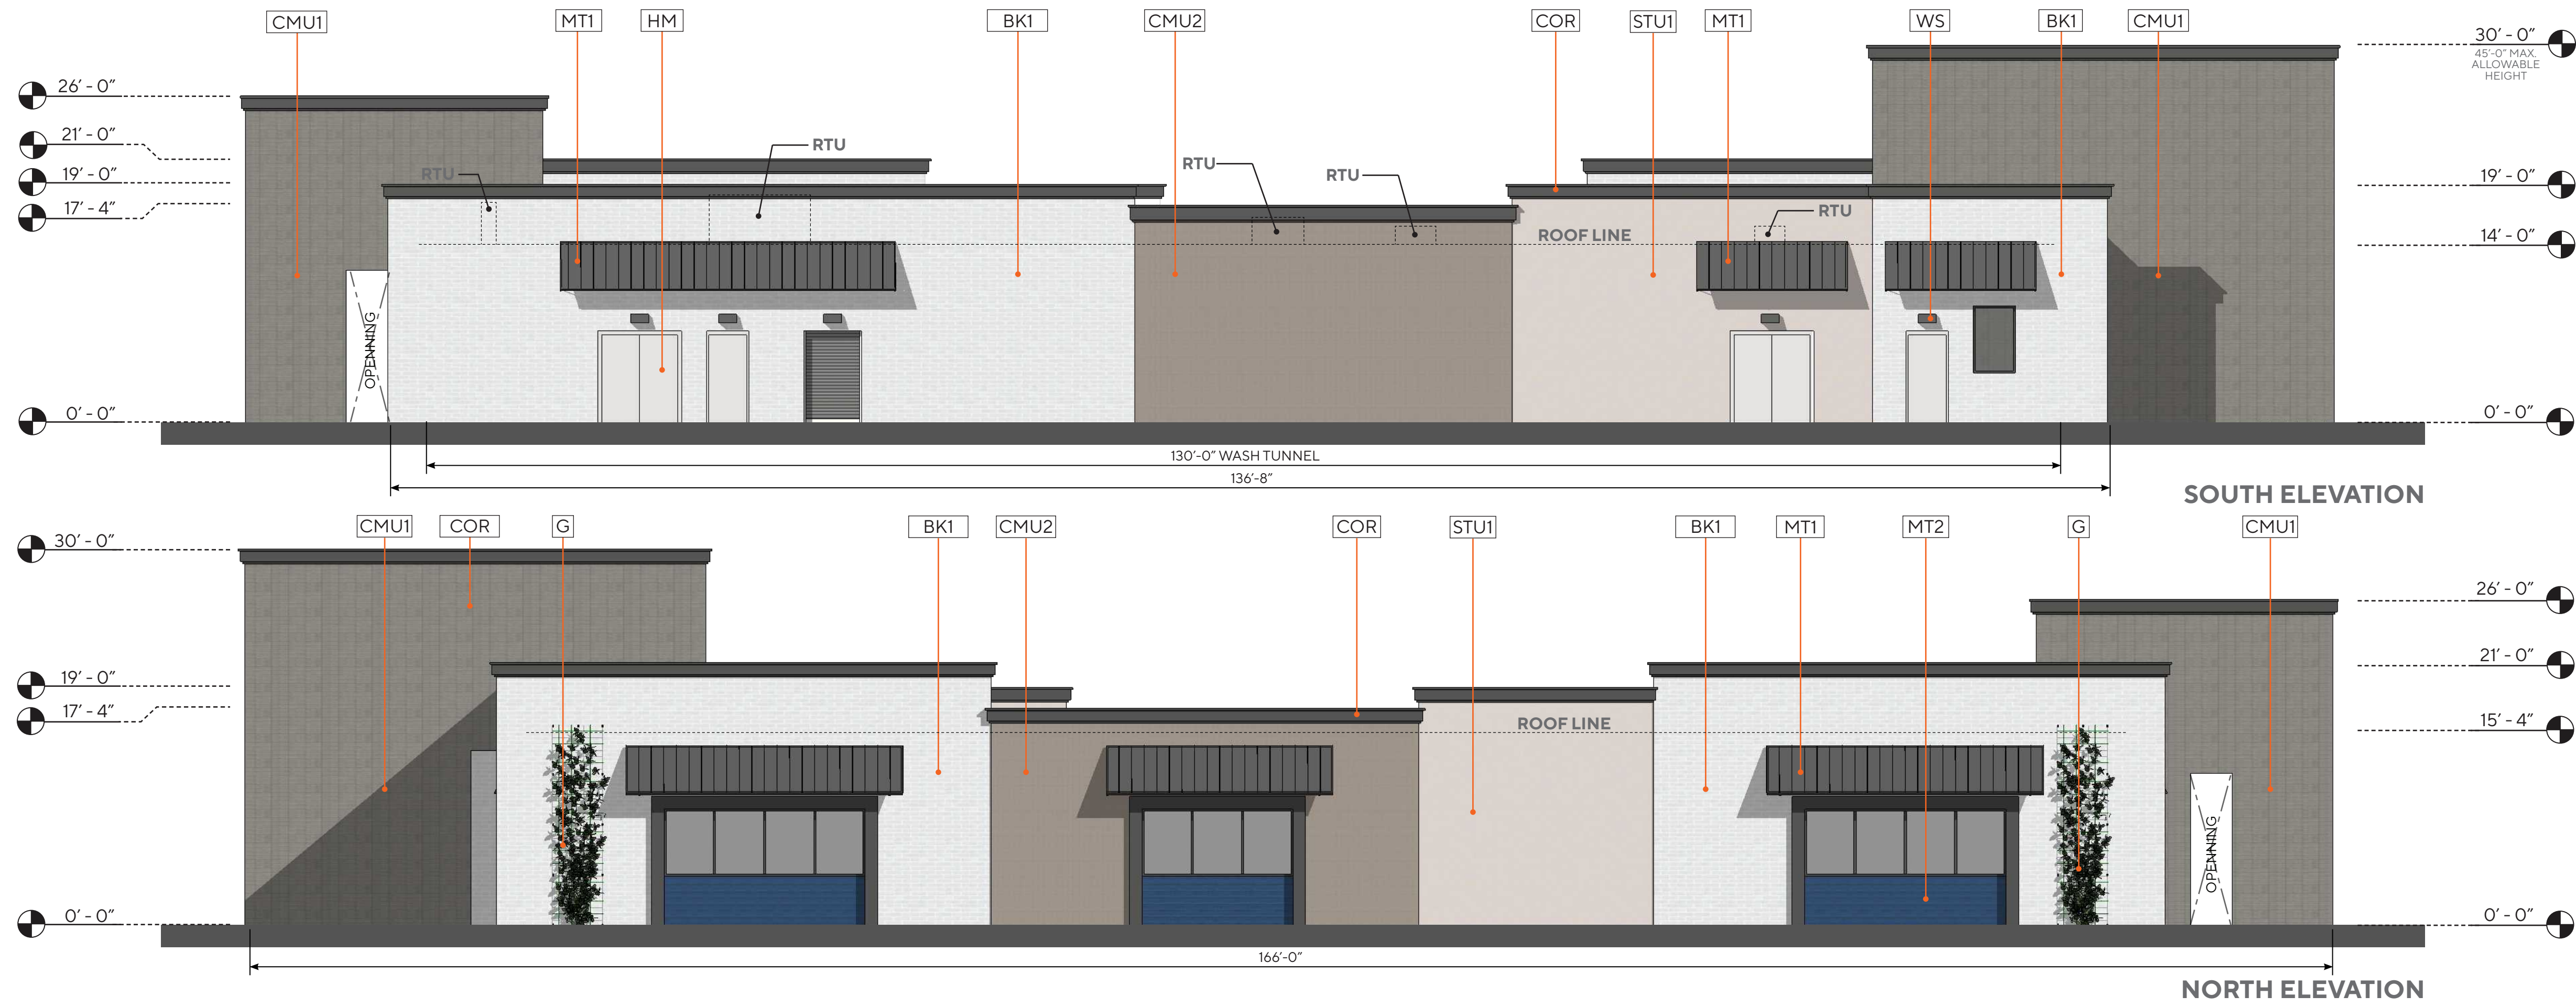 CMU1
MT1
HM
BK1
CMU2
COR
STU1
MT1
WS
BK1
CMU1
30' - 0"
45'-0" MAX.
ALLOWABLE
HEIGHT
26' - 0"
21' - 0"
19' - 0"
17' - 4"
0' - 0"
RTU
RTU
RTU
RTU
RTU
ROOF LINE
OPENNING
19' - 0"
14' - 0"
0' - 0"
130'-0" WASH TUNNEL
136'-8"
SOUTH ELEVATION
CMU1
COR
G
BK1
CMU2
COR
STU1
BK1
MT1
MT2
G
CMU1
30' - 0"
19' - 0"
17' - 4"
0' - 0"
ROOF LINE
OPENNING
26' - 0"
21' - 0"
15' - 4"
0' - 0"
166'-0"
NORTH ELEVATION